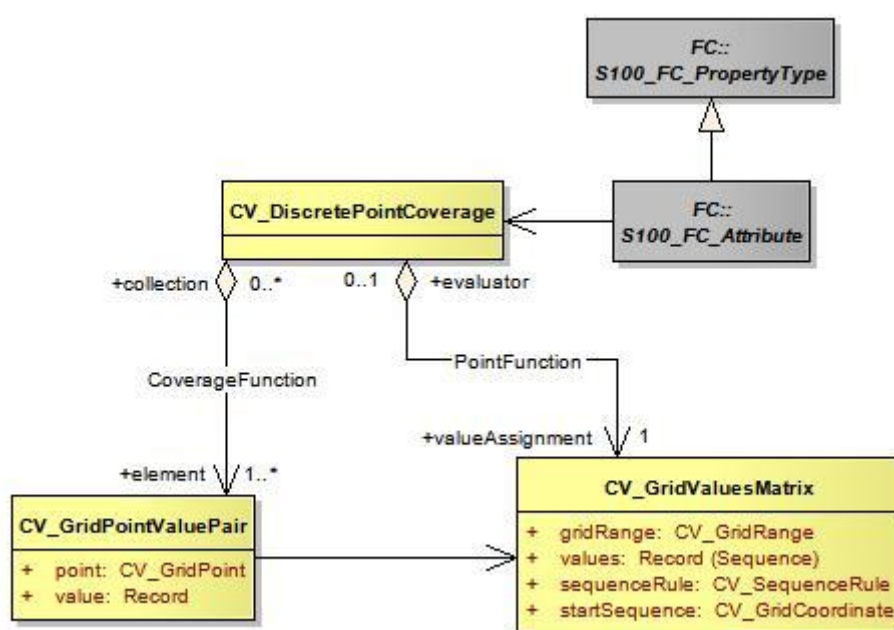 FC::
S100_FC_PropertyType
CV_DiscretePointCoverage
FC::
S100_FC_Attribute
+collection 0..*
0..1 +evaluator
CoverageFunction
PointFunction
+element 1..*
+valueAssignment 1
CV_GridPointValuePair
+ point: CV_GridPoint
+ value: Record
CV_GridValuesMatrix
+ gridRange: CV_GridRange
+ values: Record (Sequence)
+ sequenceRule: CV_SequenceRule
+ startSequence: CV_GridCoordinate